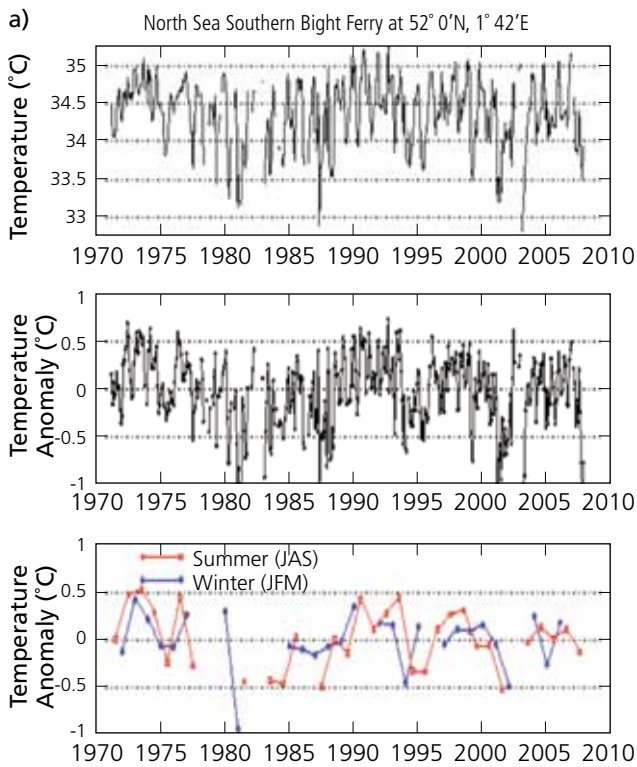 a)
North Sea Southern Bight Ferry at 52° 0'N, 1° 42'E
Temperature (°C)
35
34.5
34
33.5
33
1970 1975 1980 1985 1990 1995 2000 2005 2010
Temperature
Anomaly (°C)
1
0.5
0
-0.5
-1
1970 1975 1980 1985 1990 1995 2000 2005 2010
Temperature
Anomaly (°C)
1
0.5
0
-0.5
-1
Summer (JAS)
Winter (JFM)
1970 1975 1980 1985 1990 1995 2000 2005 2010